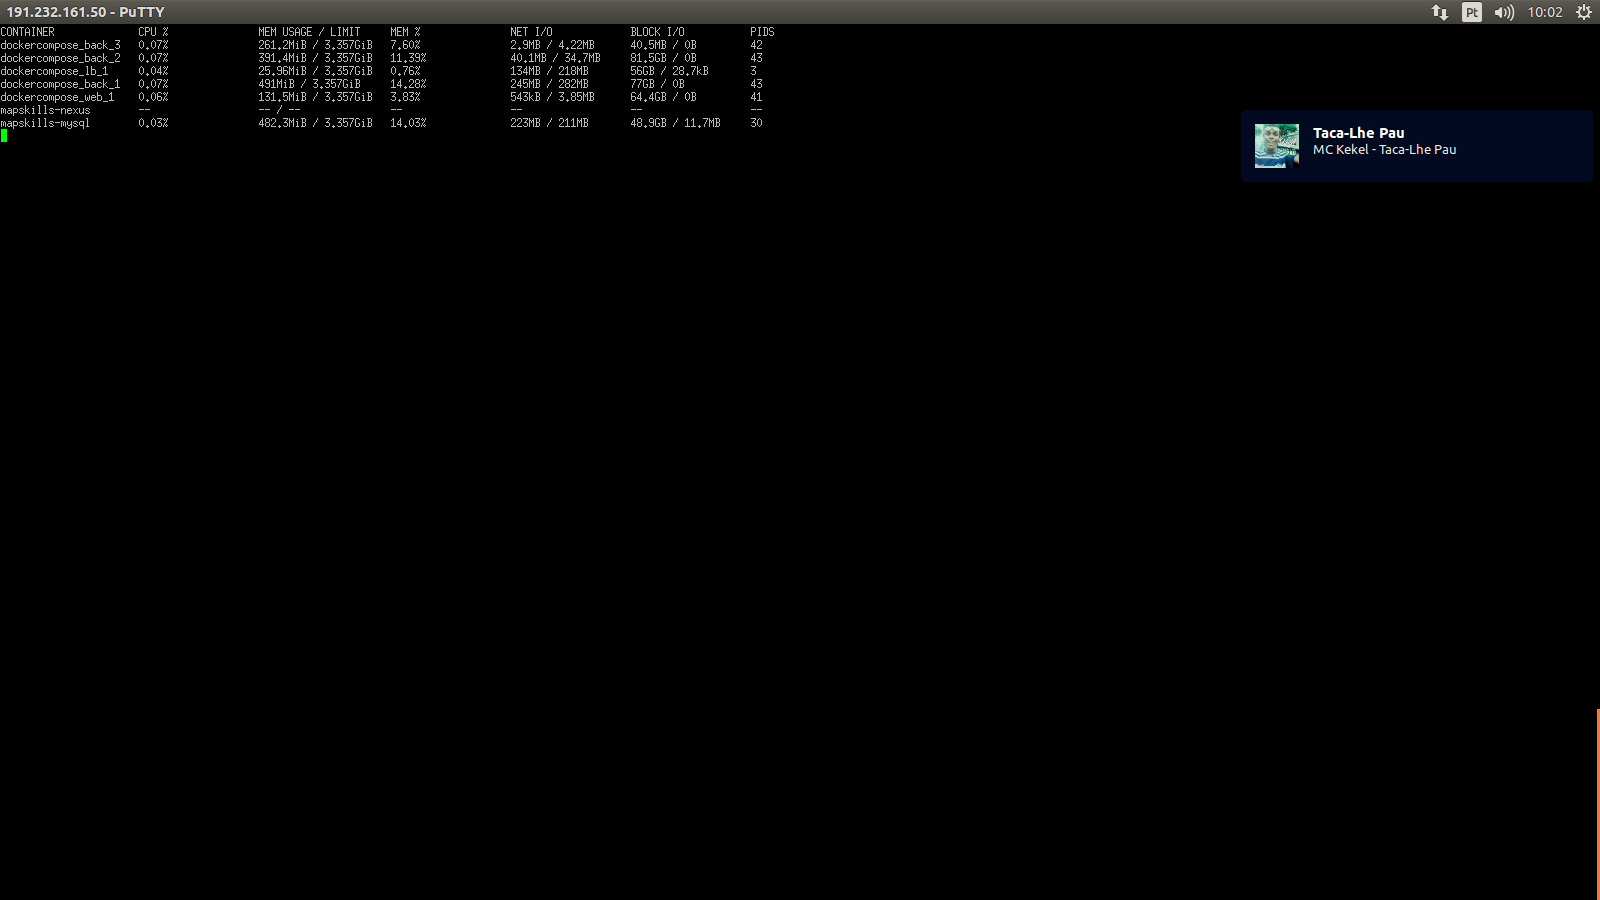 191.232.161.50 - PuTTY Pt 10:02
CONTAINER CPU % MEM USAGE / LIMIT MEM % NET I/O BLOCK I/O PIDS
dockercompose_back_3 0.07% 261.2MiB / 3.357GiB 7.60% 2.9MB / 4.22MB 40.5MB / 0B 42
dockercompose_back_2 0.07% 391.4MiB / 3.357GiB 11.39% 40.1MB / 34.7MB 81.5GB / 0B 43
dockercompose_lb_1 0.04% 25.96MiB / 3.357GiB 0.76% 134MB / 218MB 56GB / 28.7kB 3
dockercompose_back_1 0.07% 491MiB / 3.357GiB 14.28% 245MB / 282MB 77GB / 0B 43
dockercompose_web_1 0.06% 131.5MiB / 3.357GiB 3.83% 543kB / 3.85MB 64.4GB / 0B 41
mapskills-nexus -- -- / -- -- -- -- --
mapskills-mysql 0.03% 482.3MiB / 3.357GiB 14.03% 223MB / 211MB 48.9GB / 11.7MB 30
Taca-Lhe Pau
MC Kekel - Taca-Lhe Pau